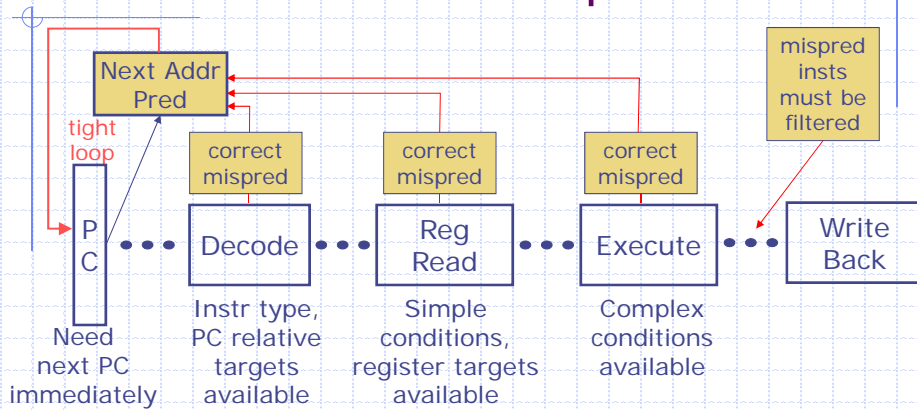 Next Addr
Pred
mispred
insts
must be
filtered
tight
loop
correct
mispred
correct
mispred
correct
mispred
P
C
Decode
Reg
Read
Execute
Write
Back
Need
next PC
immediately
Instr type,
PC relative
targets
available
Simple
conditions,
register targets
available
Complex
conditions
available